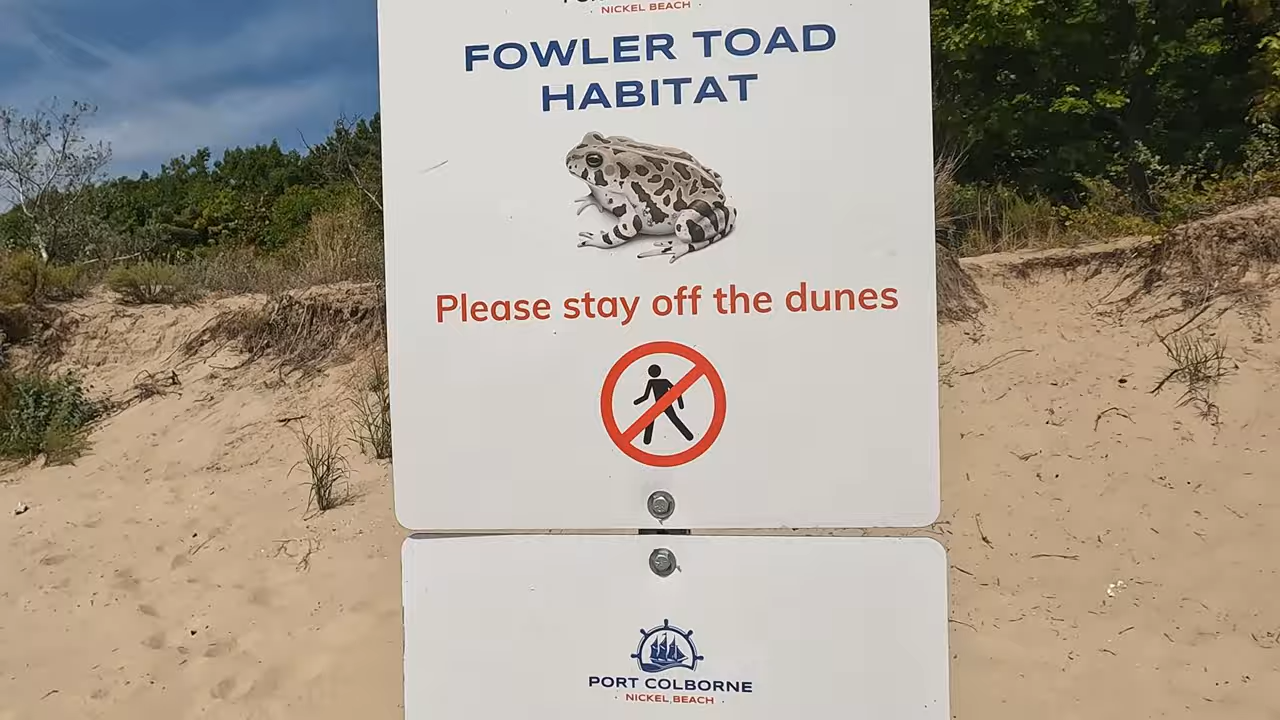 NICKEL BEACH
FOWLER TOAD
HABITAT
Please stay off the dunes
PORT COLBORNE
NICKEL BEACH